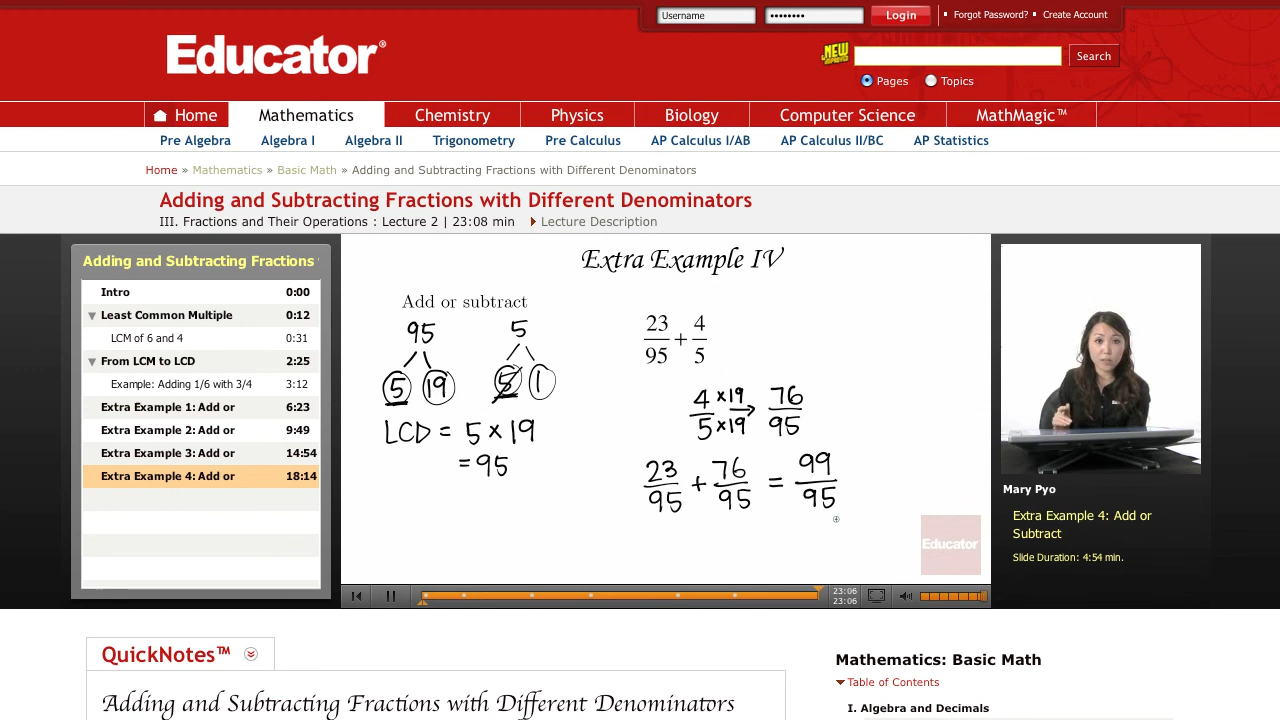 Username
••••••••
Login
Forgot Password?
Create Account
Educator®
NEW
Search
Pages
Topics
Home
Mathematics
Chemistry
Physics
Biology
Computer Science
MathMagic™
Pre Algebra
Algebra I
Algebra II
Trigonometry
Pre Calculus
AP Calculus I/AB
AP Calculus II/BC
AP Statistics
Home » Mathematics » Basic Math » Adding and Subtracting Fractions with Different Denominators
Adding and Subtracting Fractions with Different Denominators
III. Fractions and Their Operations : Lecture 2 | 23:08 min
Lecture Description
Adding and Subtracting Fractions
Intro 0:00
Least Common Multiple 0:12
LCM of 6 and 4 0:31
From LCM to LCD 2:25
Example: Adding 1/6 with 3/4 3:12
Extra Example 1: Add or 6:23
Extra Example 2: Add or 9:49
Extra Example 3: Add or 14:54
Extra Example 4: Add or 18:14
Extra Example IV
Add or subtract
95 5
5 19 5 1
LCD = 5 × 19
= 95
23/95 + 4/5
4/5 ×19/×19 → 76/95
23/95 + 76/95 = 99/95
Educator
23:06
23:06
Mary Pyo
Extra Example 4: Add or
Subtract
Slide Duration: 4:54 min.
QuickNotes™
Adding and Subtracting Fractions with Different Denominators
Mathematics: Basic Math
Table of Contents
I. Algebra and Decimals